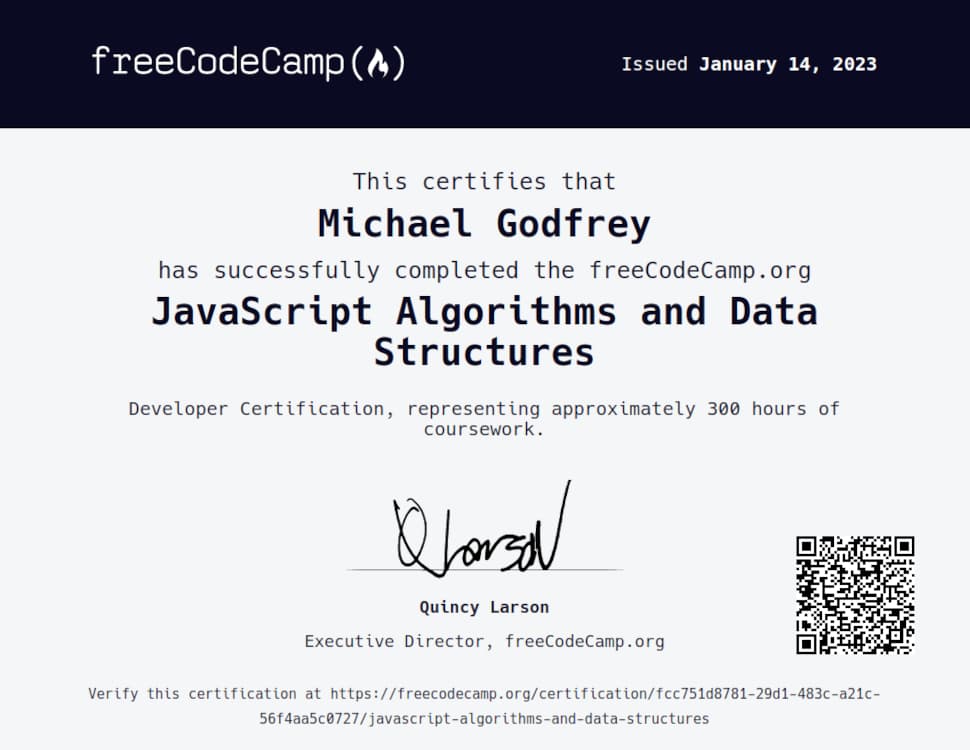 freeCodeCamp(🔥)
Issued January 14, 2023
This certifies that
Michael Godfrey
has successfully completed the freeCodeCamp.org
JavaScript Algorithms and Data
Structures
Developer Certification, representing approximately 300 hours of
coursework.
Q Larson
Quincy Larson
Executive Director, freeCodeCamp.org
Verify this certification at https://freecodecamp.org/certification/fcc751d8781-29d1-483c-a21c-
56f4aa5c0727/javascript-algorithms-and-data-structures